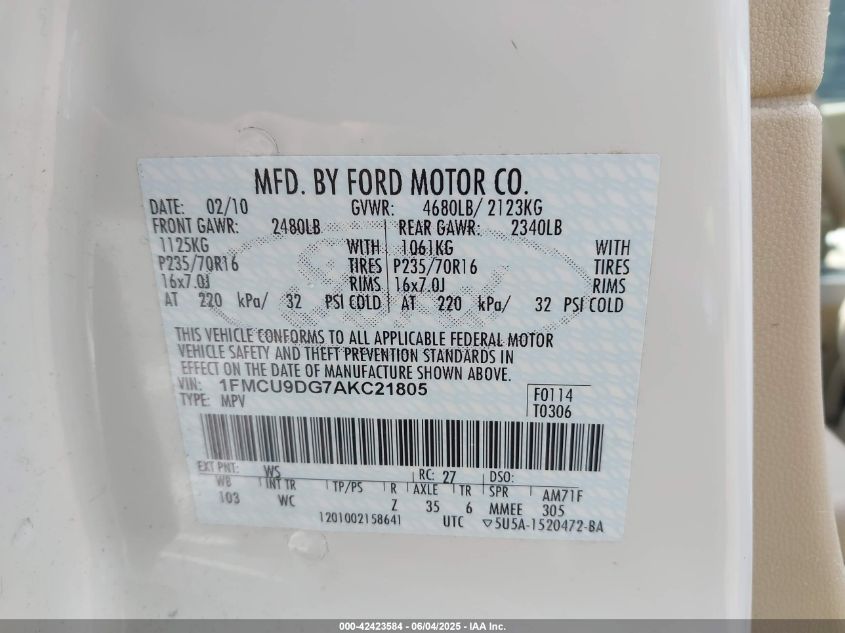 MFD. BY FORD MOTOR CO.
DATE: 02/10 GVWR: 4680LB/ 2123KG
FRONT GAWR: 2480LB REAR GAWR: 2340LB
1125KG WITH 1061KG WITH
P235/70R16 TIRES P235/70R16 TIRES
16x7.0J RIMS 16x7.0J RIMS
AT 220 kPa/ 32 PSI COLD AT 220 kPa/ 32 PSI COLD
THIS VEHICLE CONFORMS TO ALL APPLICABLE FEDERAL MOTOR
VEHICLE SAFETY AND THEFT PREVENTION STANDARDS IN
EFFECT ON THE DATE OF MANUFACTURE SHOWN ABOVE.
VIN: 1FMCU9DG7AKC21805 F0114
TYPE: MPV T0306
EXT PNT: WS RC: 27 DSO:
WB INT TR TP/PS R AXLE TR SPR AM71F
103 WC Z 35 6 MMEE 305
1201002158641 UTC ▽5U5A-1520472-BA
000-42423584 | 06/04/2025 - IAA Inc.